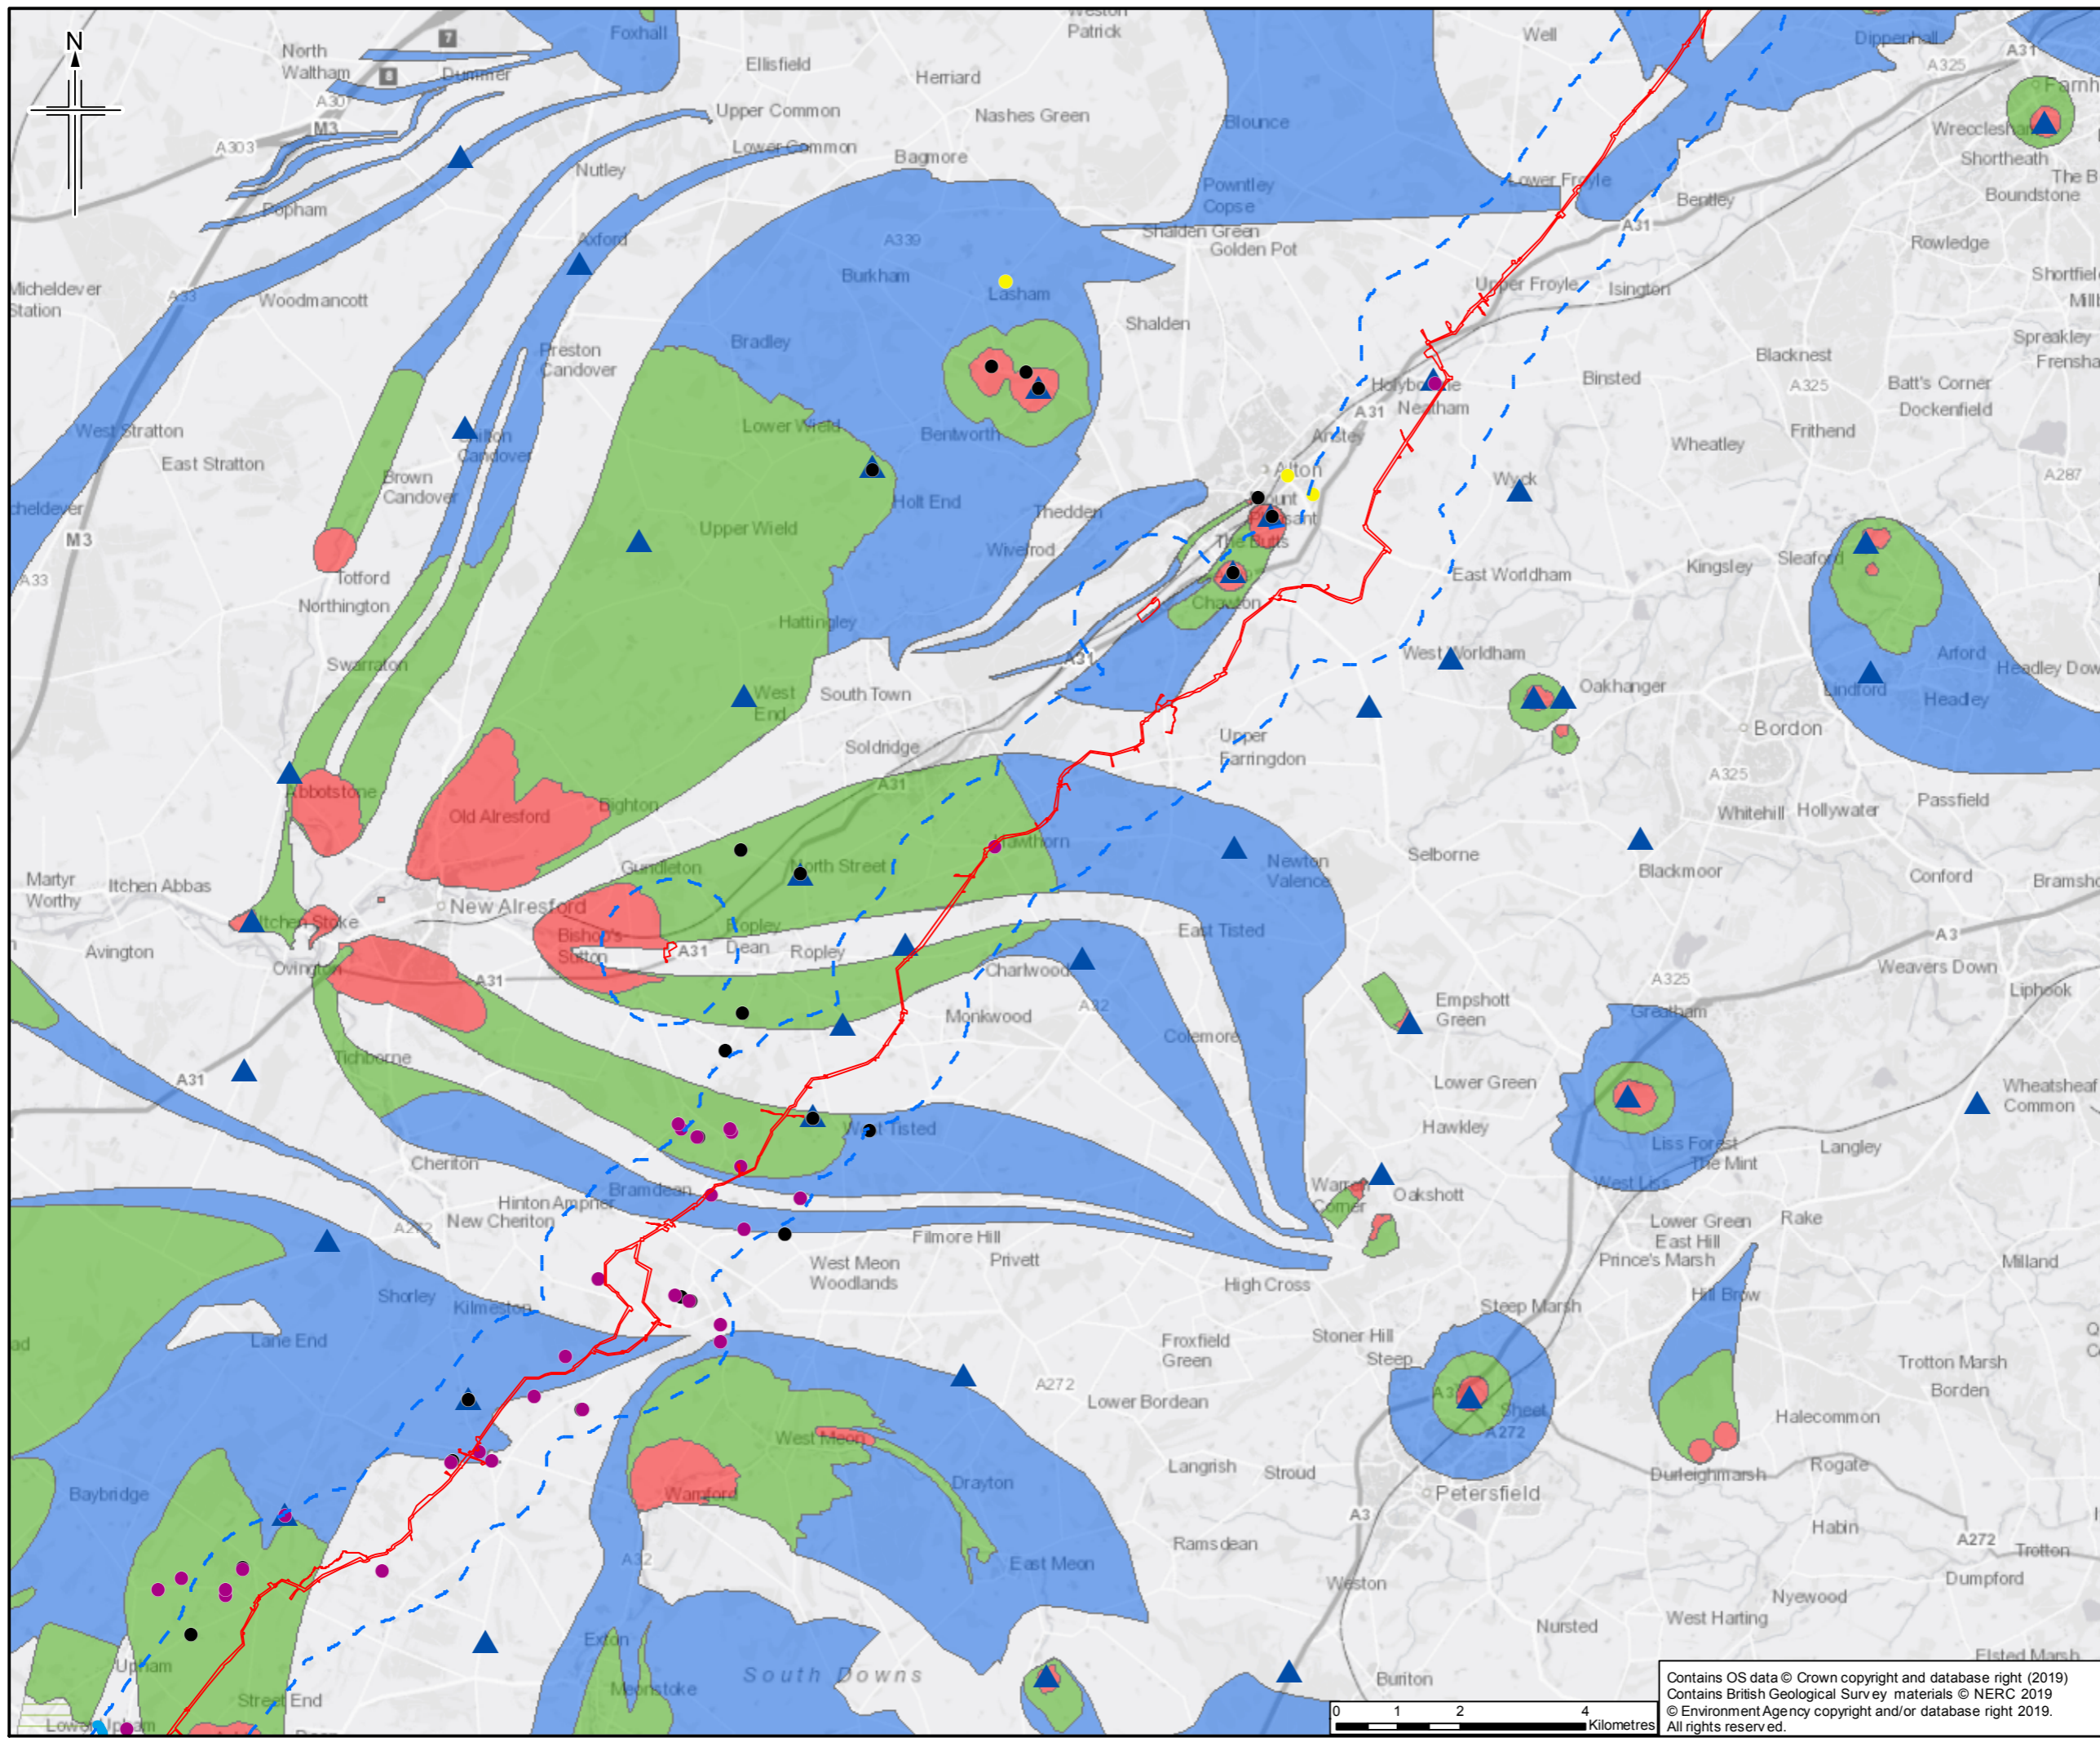 Weston
Patrick
Foxhall
7
N
North
Waltham
Dummer
8
Ellisfield
Herriard
Well
Dippenhall
A31
A325
A30
M3
Upper Common
Nashes Green
Blounce
A303
Lower Common
Bagmore
Nutley
Shortheath
The B
Boundstone
Lower Froyle
Bentley
Powntley
Copse
Popham
Axford
A339
Shalden Green
Golden Pot
A31
Rowledge
Burkham
Micheldever
Station
A33
Woodmancott
Lasham
Upper Froyle
Isington
Shalden
Bradley
Preston
Candover
Spreakley
Blacknest
Binsted
A325
Batt's Corner
Dockenfield
Neatham
A31
Anstey
Lower Wield
Bentworth
West Stratton
East Stratton
Candover
Brown
Candover
Wheatley
Frithend
A287
Alton
Wyck
Holt End
Thedden
Upper Wield
M3
Wivelrod
The Butts
A33
Totford
Northington
East Worldham
Kingsley
Sleaford
Chawton
Hattingley
Swarraton
A31
West Worldham
Arford
Headley Dow
Lindford
Headley
West
End
South Town
Oakhanger
Bordon
Soldridge
Upper
Farringdon
A325
A31
Abbotstone
Bighton
Old Alresford
Whitehill
Hollywater
Passfield
Gundleton
North Street
Selborne
Newton
Valence
Blackmoor
Conford
Bramsho
Martyr
Worthy
Itchen Abbas
New Alresford
Itchen Stoke
Bishop's
Sutton
A31
Ropley
Dean
Ropley
East Tisted
A3
Avington
Ovington
A31
Charlwood
Weavers Down
A325
Liphook
Empshott
Green
Greatham
Monkwood
A32
Colemore
Tichborne
A31
Lower Green
Wheatsheaf
Common
Hawkley
West Tisted
Liss Forest
The Mint
Langley
Cheriton
Bramdean
Hinton Ampner
New Cheriton
A272
Warren
Corner
Oakshott
West Liss
Lower Green
East Hill
Rake
Filmore Hill
Privett
Prince's Marsh
Milland
West Meon
Woodlands
High Cross
Shorley
Kilmeston
Hill Brow
Steep Marsh
Lane End
Froxfield
Green
Stoner Hill
Steep
A272
Lower Bordean
Trotton Marsh
Borden
Sheet
A272
Halecommon
West Meon
Langrish
Stroud
Rogate
Durleighmarsh
Drayton
Baybridge
Warnford
Petersfield
A3
Habin
A272
Trotton
Ramsdean
A32
East Meon
Weston
Dumpford
Nyewood
West Harting
Nursted
Exton
Elsted Marsh
Upham
South Downs
Buriton
Meonstoke
Street End
Lower Upham
0 1 2 4
Kilometres
Contains OS data © Crown copyright and database right (2019)
Contains British Geological Survey materials © NERC 2019
© Environment Agency copyright and/or database right 2019.
All rights reserved.